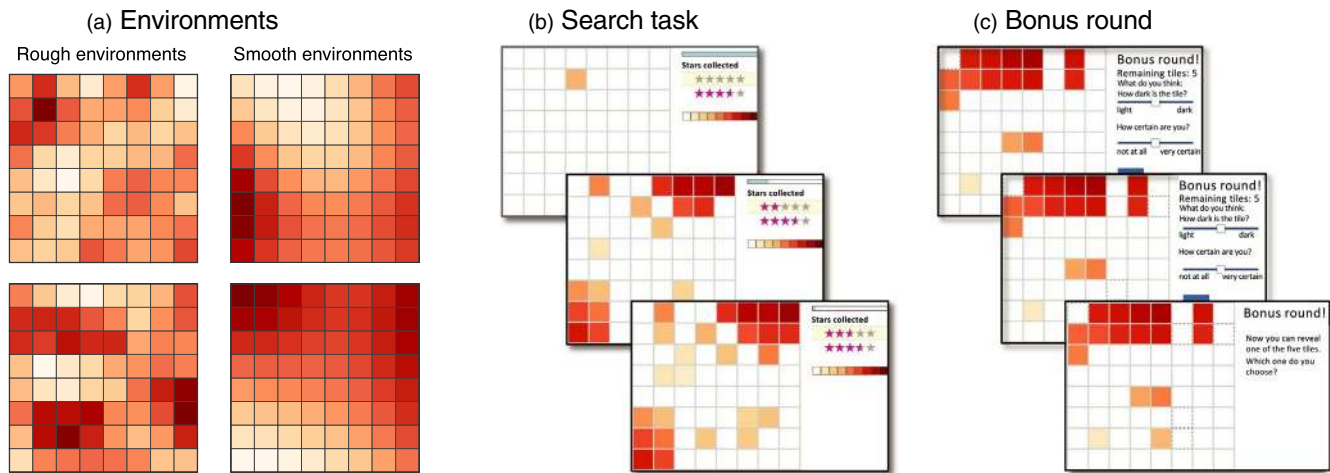 (a) Environments
Rough environments
Smooth environments
(b) Search task
Stars collected
Stars collected
Stars collected
(c) Bonus round
Bonus round!
Remaining tiles: 5
What do you think:
How dark is the tile?
light dark
How certain are you?
not at all very certain
Bonus round!
Remaining tiles: 5
What do you think:
How dark is the tile?
light dark
How certain are you?
not at all very certain
Bonus round!
Now you can reveal
one of the five tiles.
Which one do you
choose?